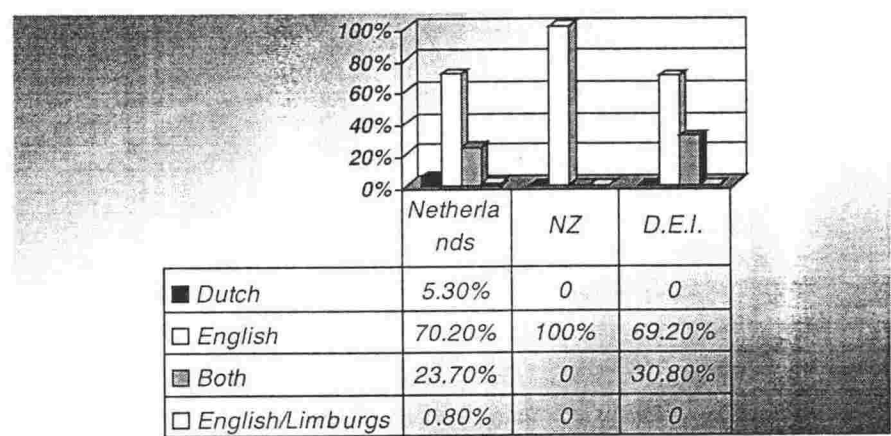 100%
80%
60%
40%
20%
0%
Netherla
nds NZ D.E.I.
Dutch 5.30% 0 0
English 70.20% 100% 69.20%
Both 23.70% 0 30.80%
English/Limburgs 0.80% 0 0